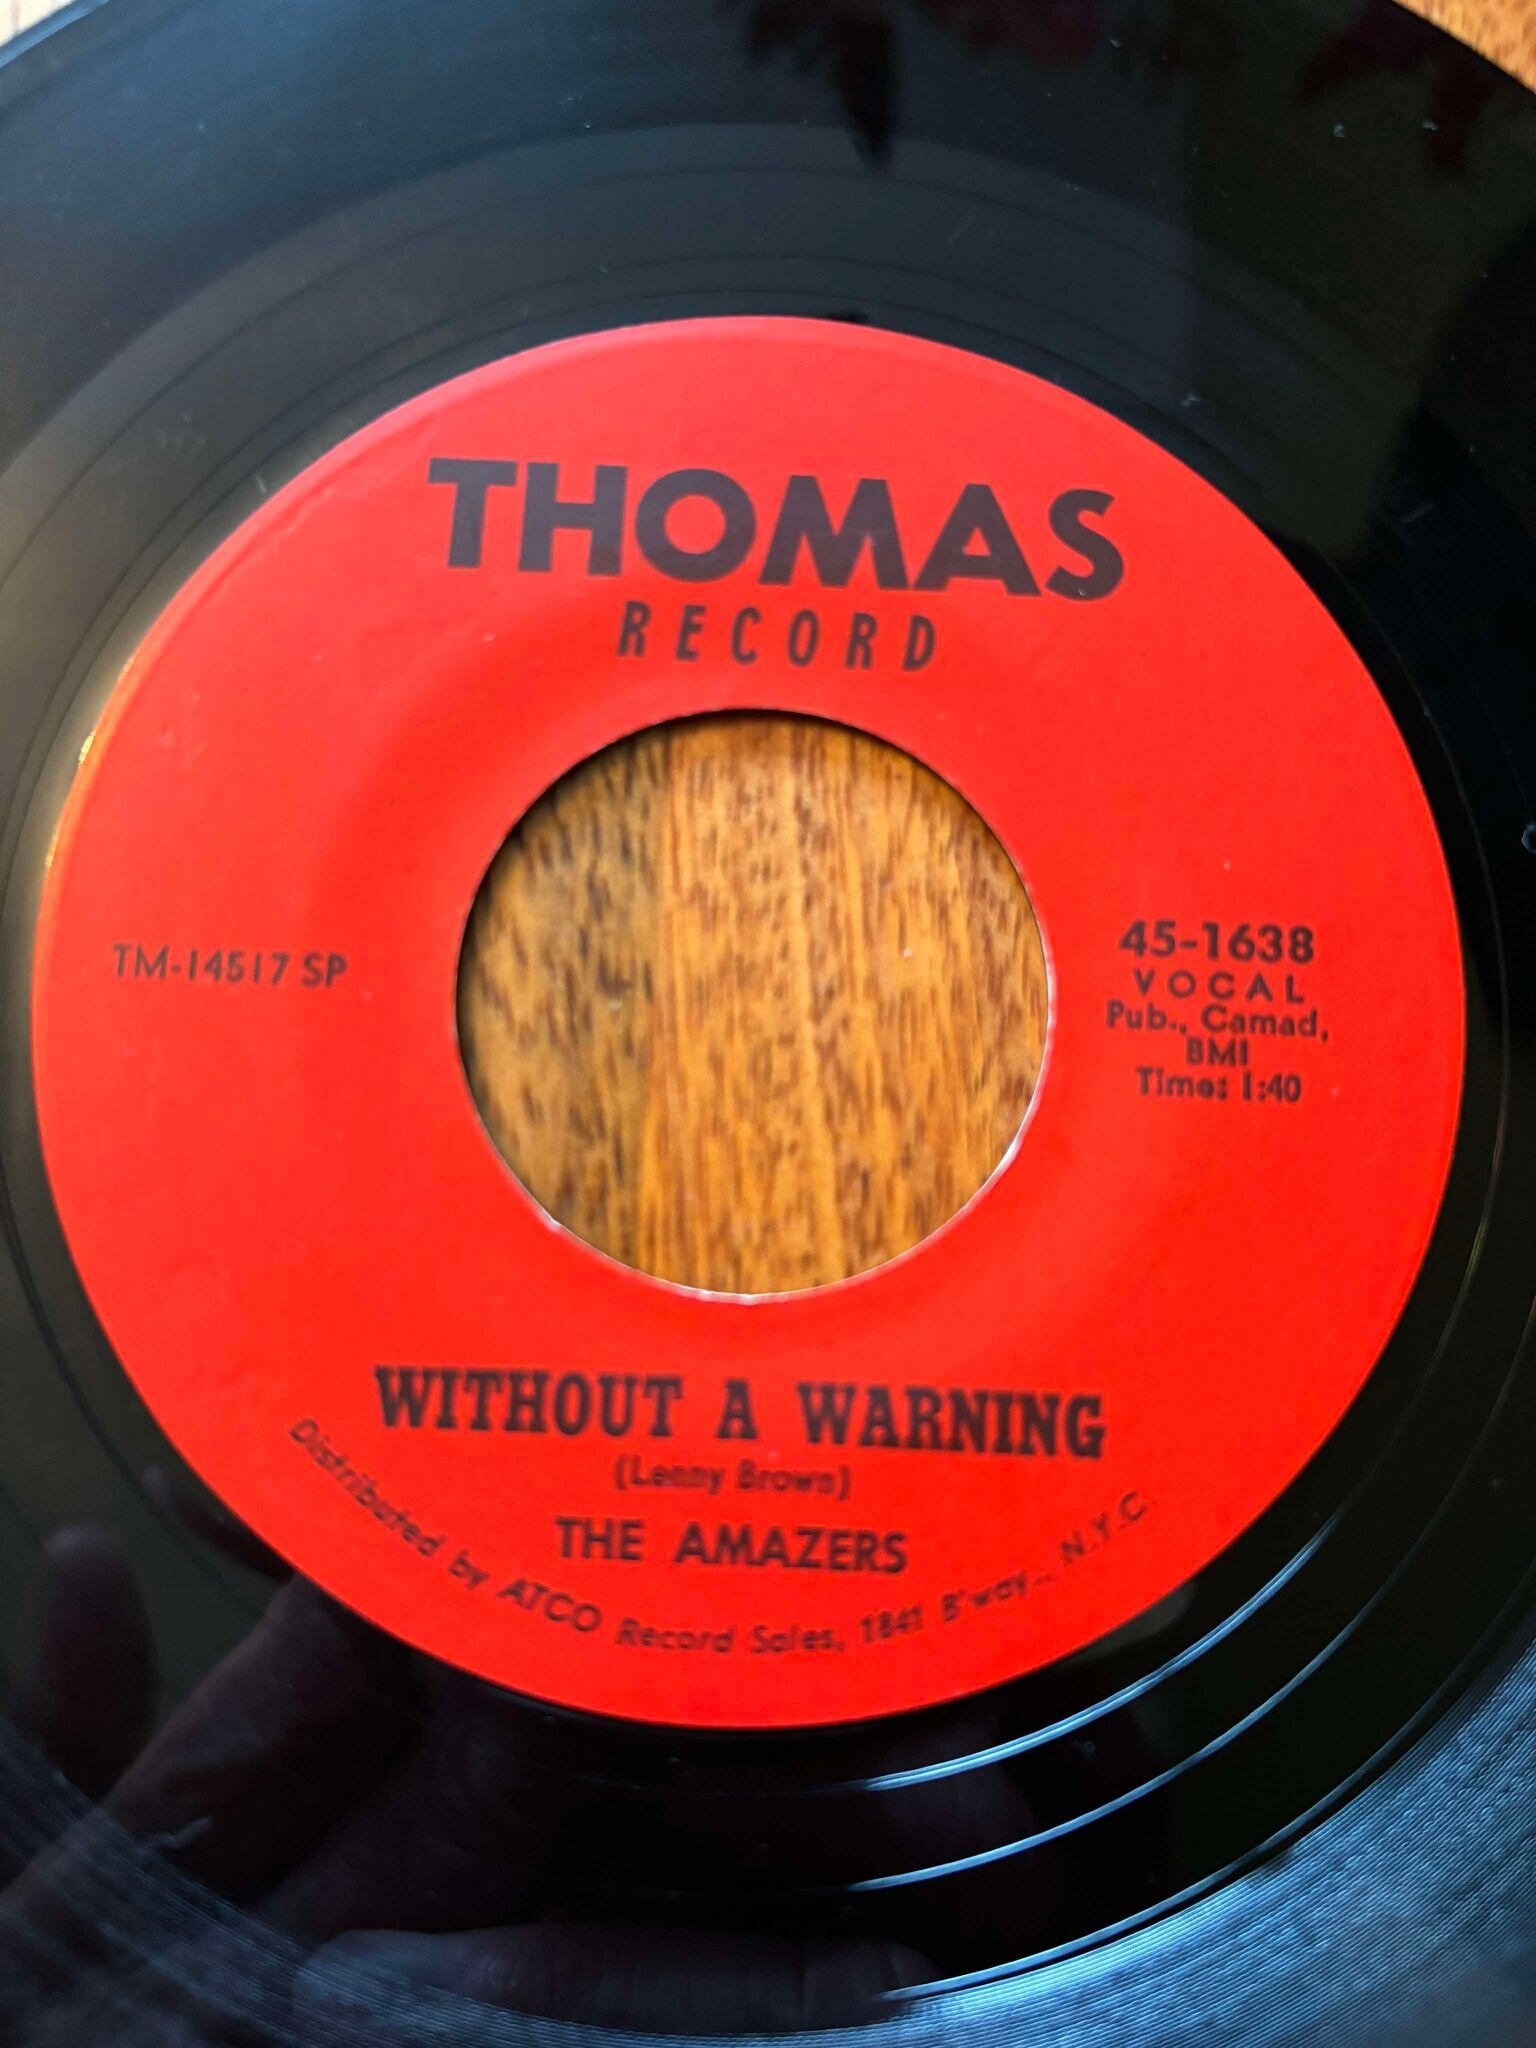 THOMAS
RECORD
TM-14517 SP
45-1638
VOCAL
Pub., Camad,
BMI
Time: 1:40
WITHOUT A WARNING
(Lenny Brown)
THE AMAZERS
Distributed by ATCO Record Sales, 1841 B'way., N.Y.C.